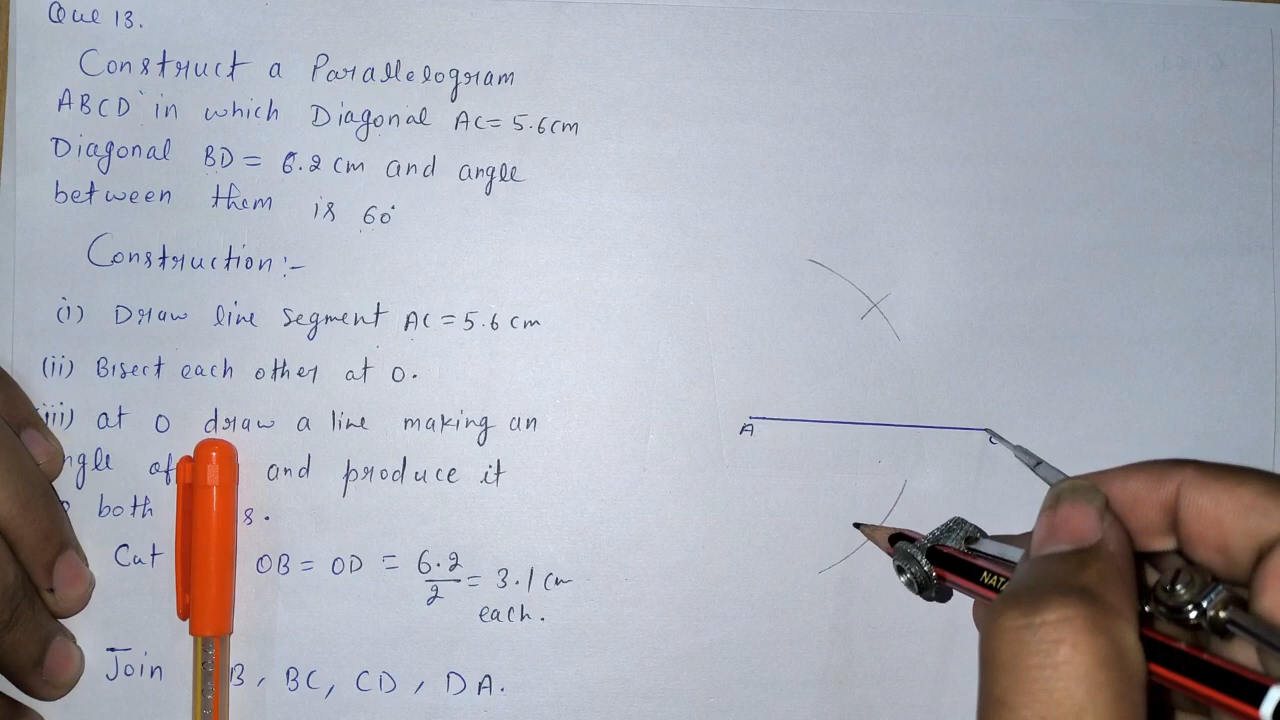 Que 13.
Construct a Parallelogram
ABCD in which Diagonal AC= 5.6cm
Diagonal BD = 6.2 cm and angle
between them is 60°
Construction:-
(i) Draw line segment AC = 5.6 cm
(ii) Bisect each other at O.
iii) at O draw a line making an
of and produce it
both
Cut OB = OD = 6.2/2 = 3.1 cm
each.
Join B, BC, CD, DA.
A
C
NATA